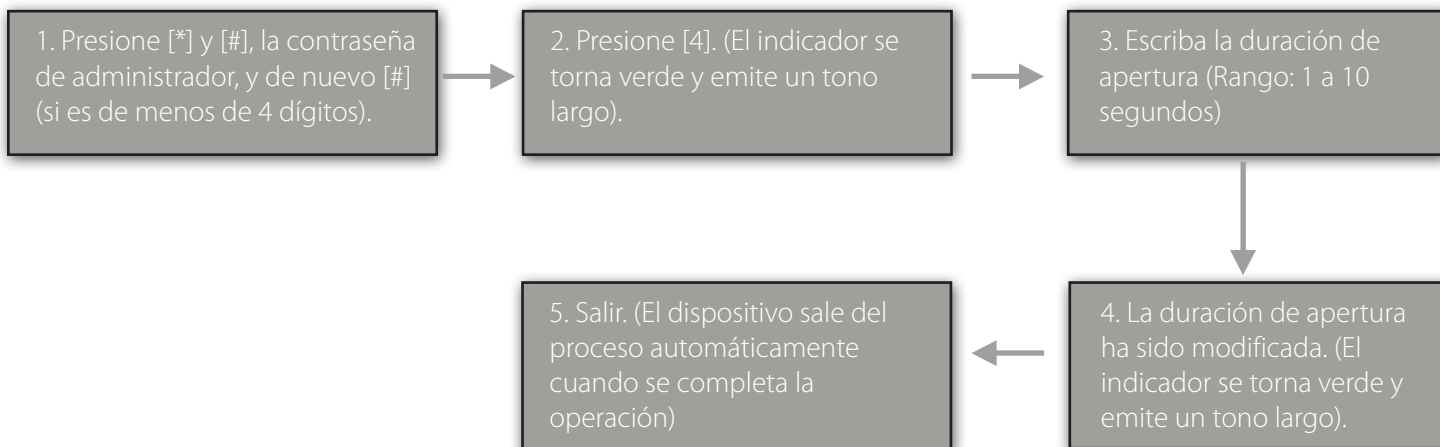 1. Presione [*] y [#], la contraseña
de administrador, y de nuevo [#]
(si es de menos de 4 dígitos).
2. Presione [4]. (El indicador se
torna verde y emite un tono
largo).
3. Escriba la duración de
apertura (Rango: 1 a 10
segundos)
4. La duración de apertura
ha sido modificada. (El
indicador se torna verde y
emite un tono largo).
5. Salir. (El dispositivo sale del
proceso automáticamente
cuando se completa la
operación)